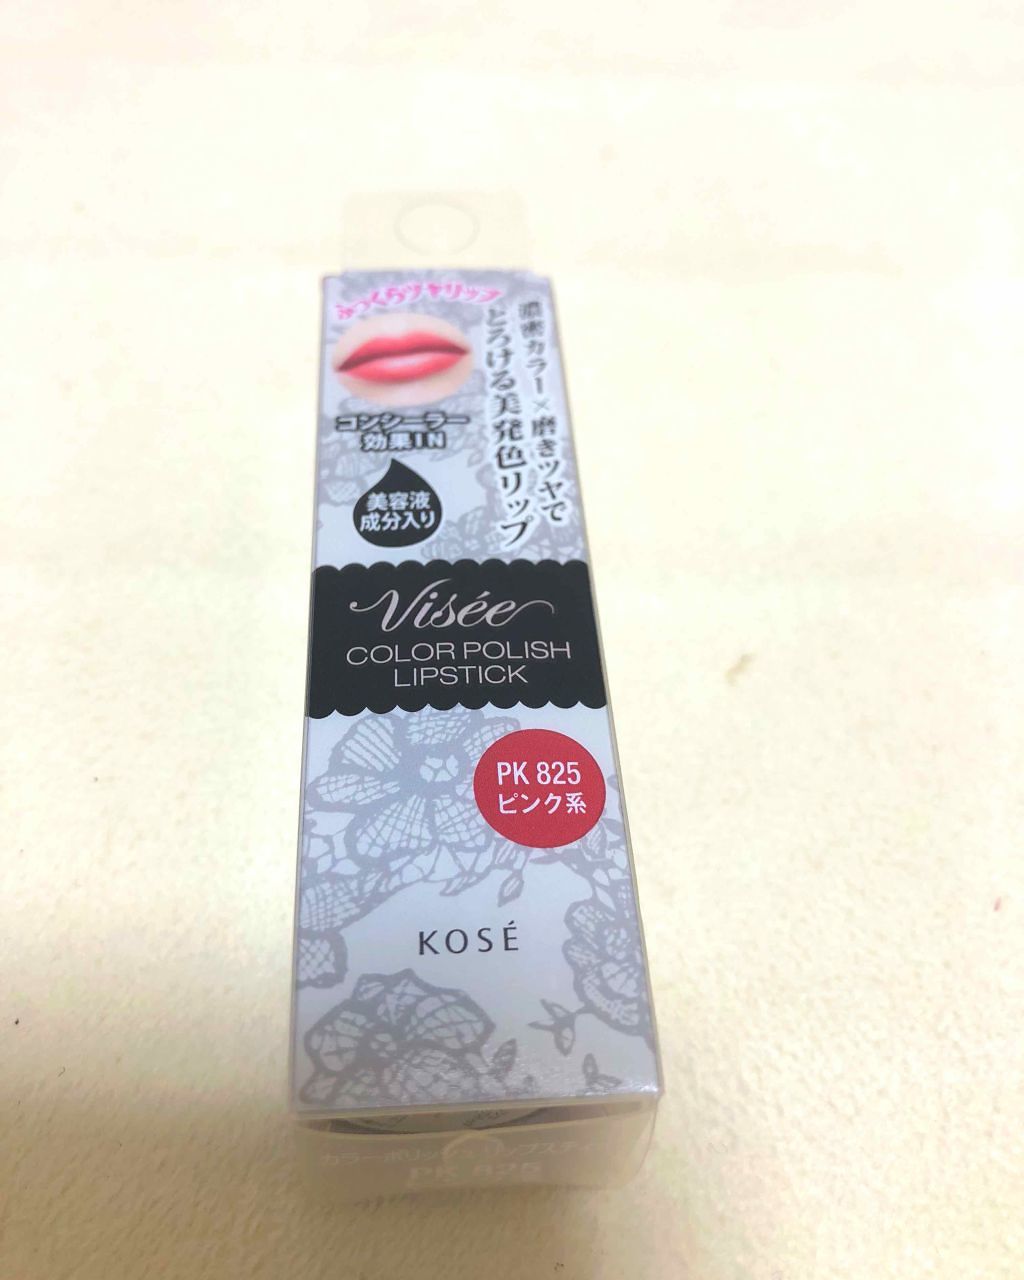 ふっくらツヤリップ
濃密カラー×磨きツヤで
とろける美発色リップ
コンシーラー
効果IN
美容液
成分入り
Visée
COLOR POLISH
LIPSTICK
PK 825
ピンク系
KOSÉ
PK 825